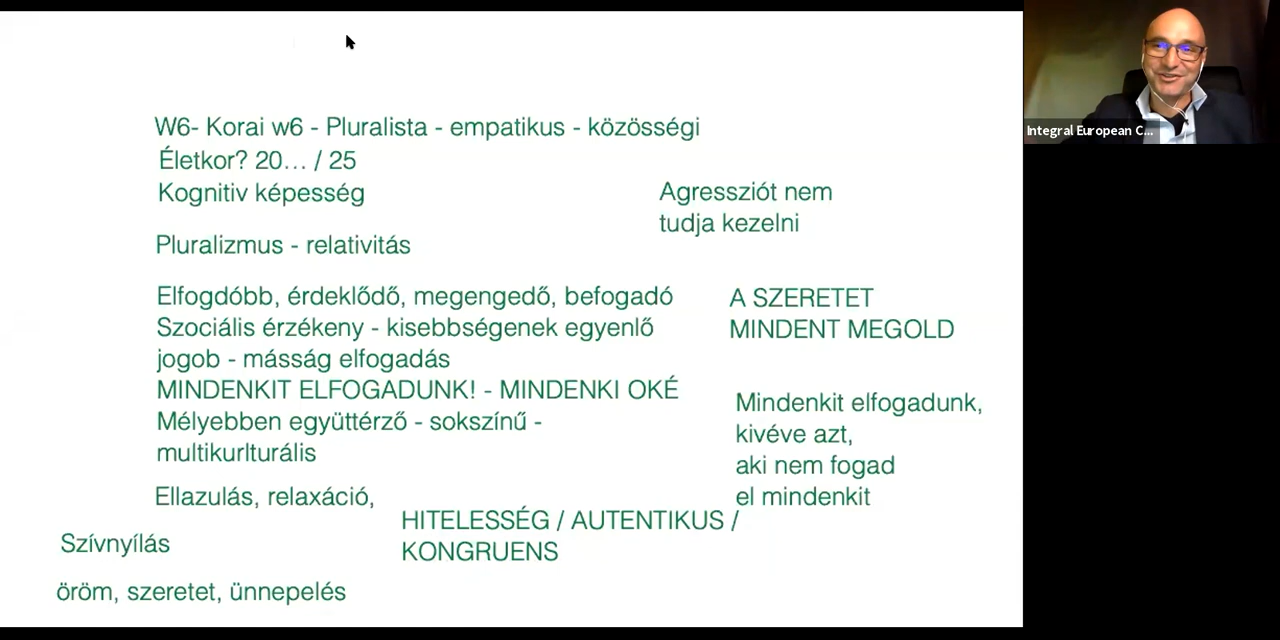 W6- Korai w6 - Pluralista - empatikus - közösségi
Életkor? 20... / 25
Kognitiv képesség
Agressziót nem
tudja kezelni
Pluralizmus - relativitás
Elfogdóbb, érdeklődő, megengedő, befogadó
Szociális érzékeny - kisebbségenek egyenlő
jogob - másság elfogadás
MINDENKIT ELFOGADUNK! - MINDENKI OKÉ
Mélyebben együttérző - sokszínű -
multikurlturális
A SZERETET
MINDENT MEGOLD
Mindenkit elfogadunk,
kivéve azt,
aki nem fogad
el mindenkit
Ellazulás, relaxáció,
HITELESSÉG / AUTENTIKUS /
KONGRUENS
Szívnyílás
öröm, szeretet, ünnepelés
Integral European C...